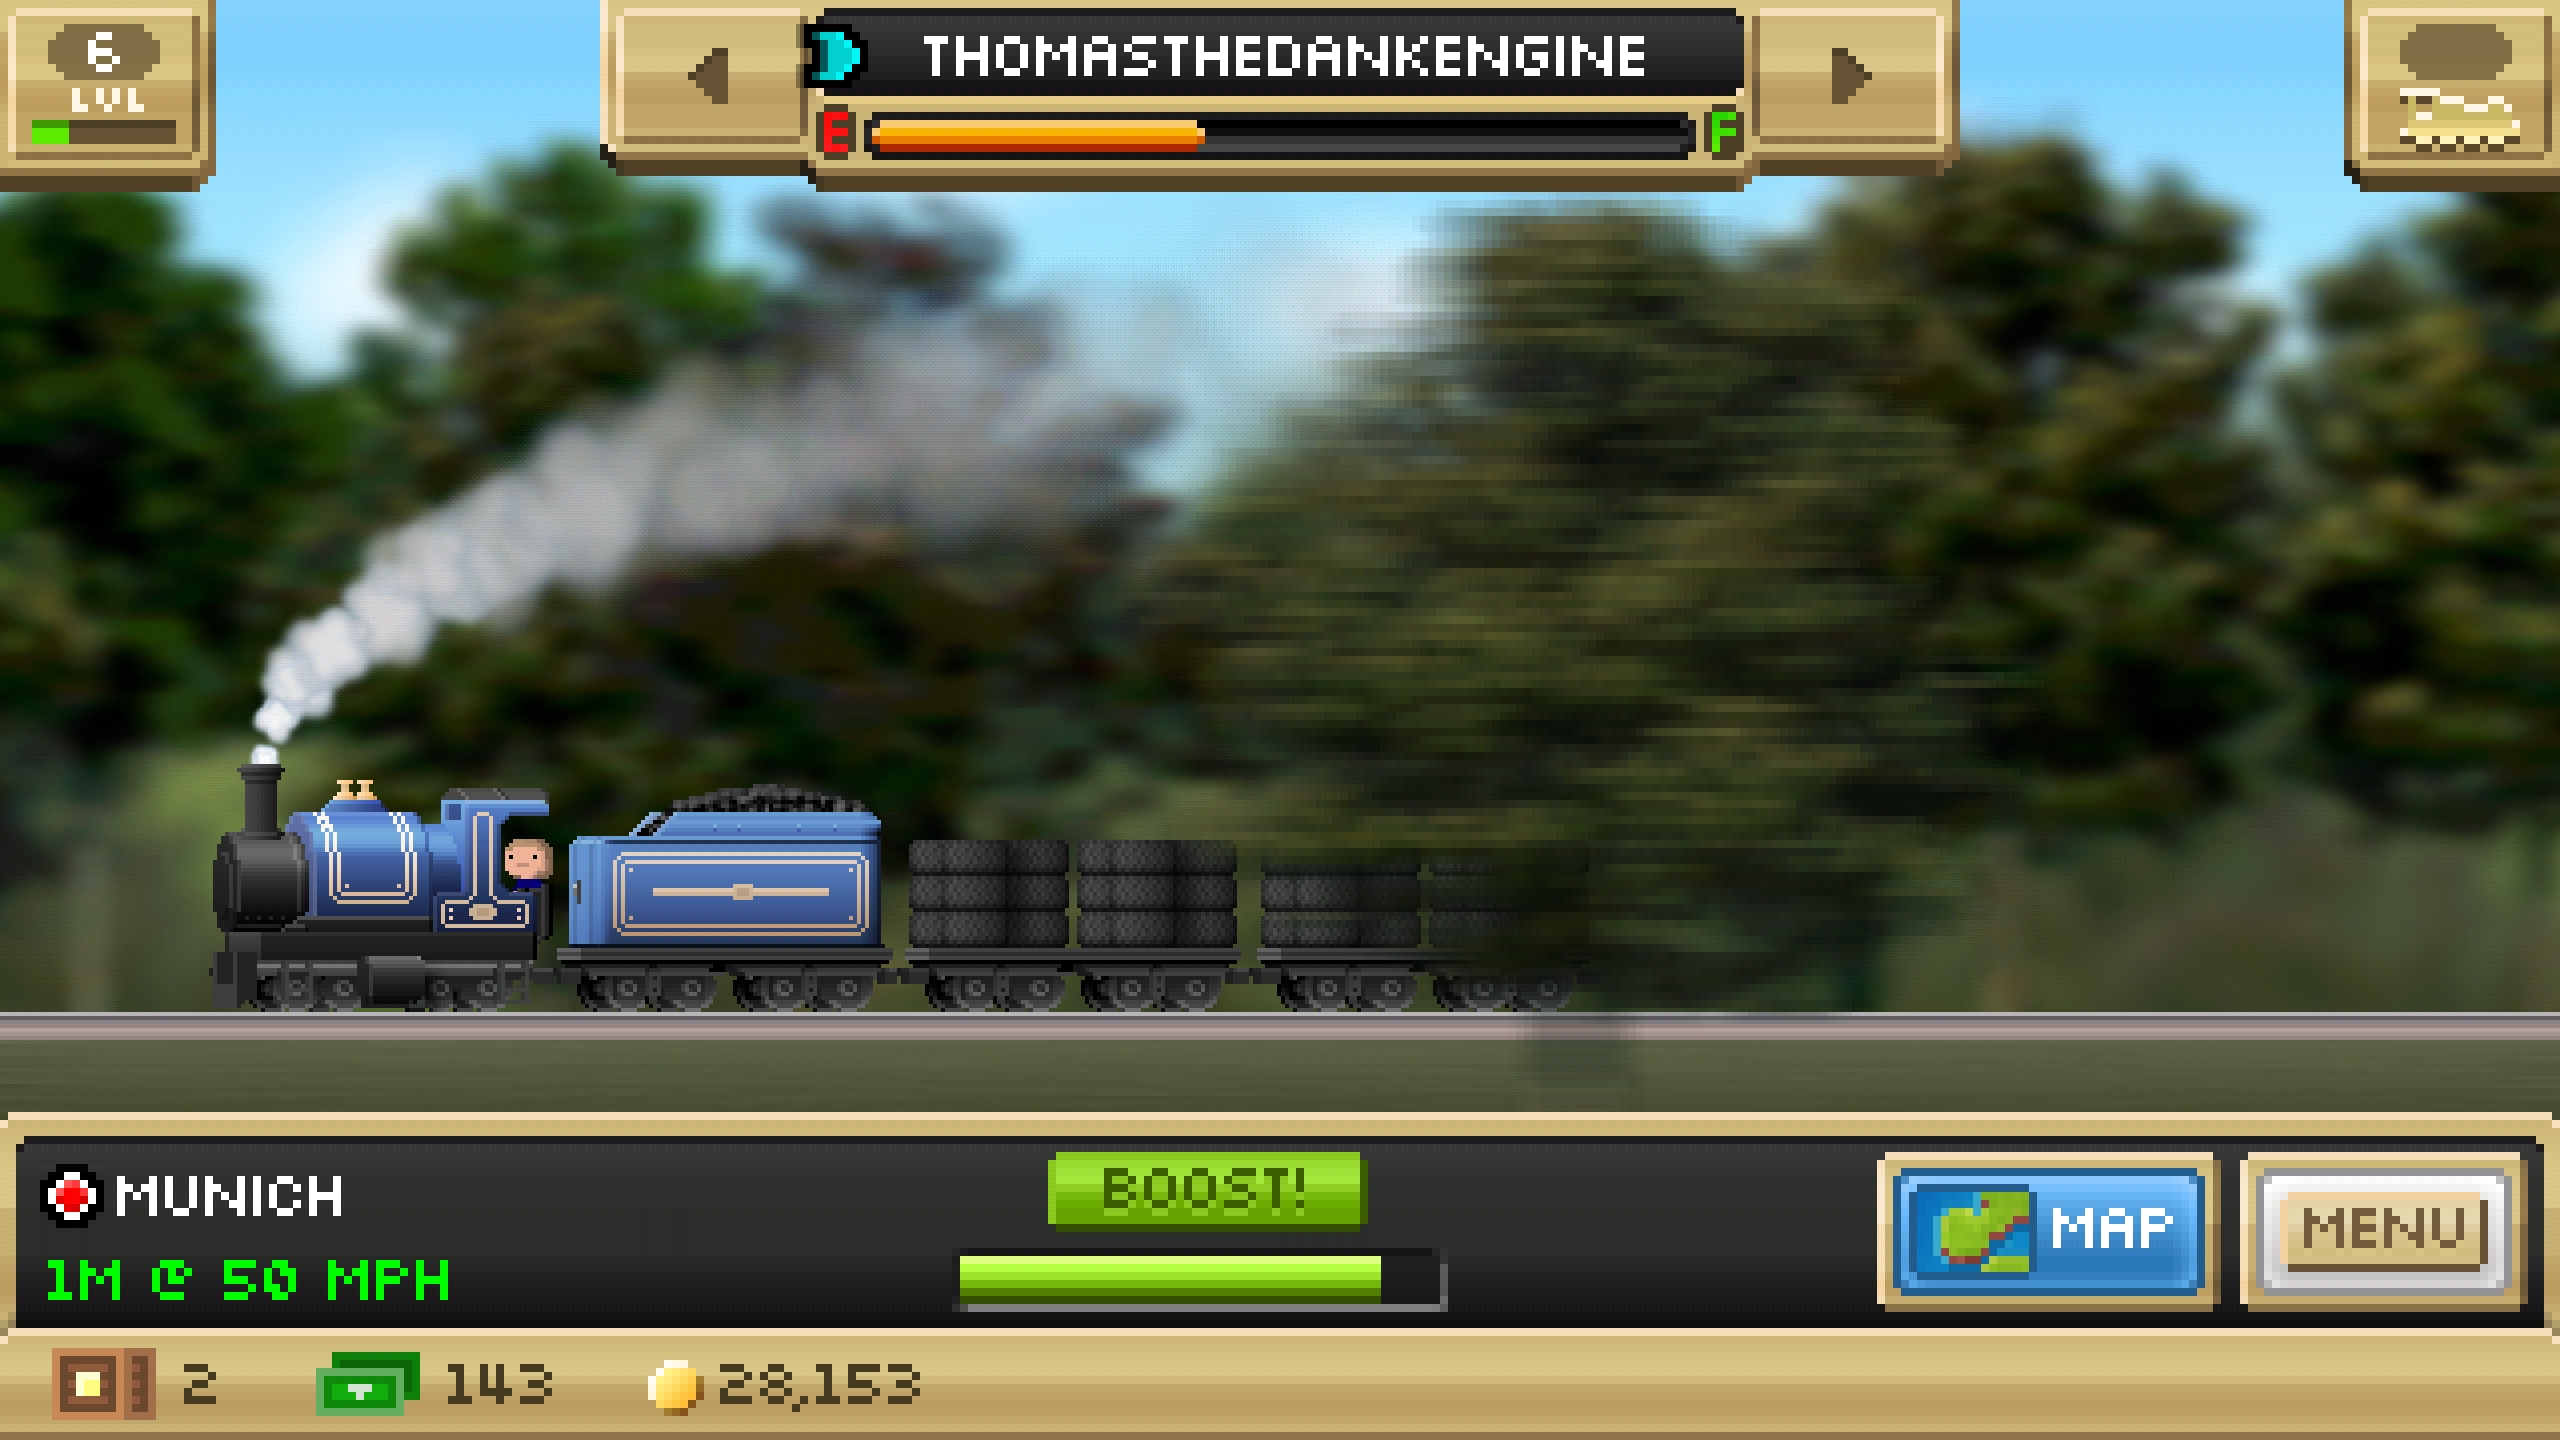 6
LVL
THOMASTHEDANKENGINE
E F
MUNICH
1M @ 50 MPH
BOOST!
MAP
MENU
2 143 28,153